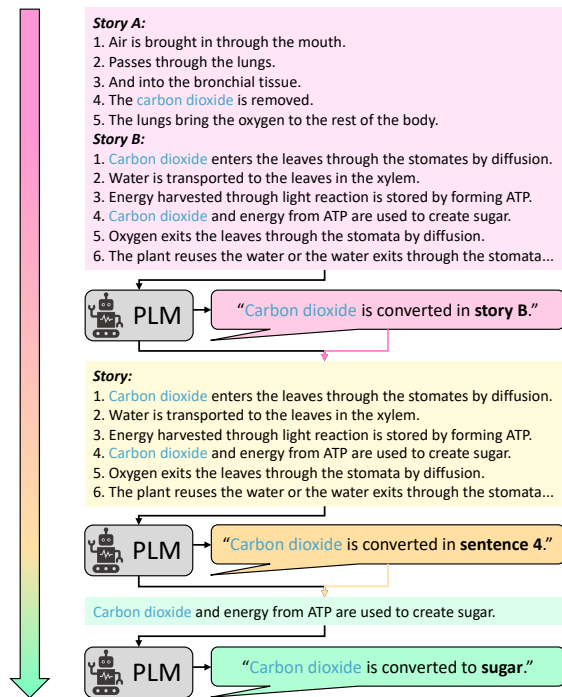 Story A:
1. Air is brought in through the mouth.
2. Passes through the lungs.
3. And into the bronchial tissue.
4. The carbon dioxide is removed.
5. The lungs bring the oxygen to the rest of the body.
Story B:
1. Carbon dioxide enters the leaves through the stomates by diffusion.
2. Water is transported to the leaves in the xylem.
3. Energy harvested through light reaction is stored by forming ATP.
4. Carbon dioxide and energy from ATP are used to create sugar.
5. Oxygen exits the leaves through the stomata by diffusion.
6. The plant reuses the water or the water exits through the stomata...
PLM
“Carbon dioxide is converted in story B.”
Story:
1. Carbon dioxide enters the leaves through the stomates by diffusion.
2. Water is transported to the leaves in the xylem.
3. Energy harvested through light reaction is stored by forming ATP.
4. Carbon dioxide and energy from ATP are used to create sugar.
5. Oxygen exits the leaves through the stomata by diffusion.
6. The plant reuses the water or the water exits through the stomata...
PLM
“Carbon dioxide is converted in sentence 4.”
Carbon dioxide and energy from ATP are used to create sugar.
PLM
“Carbon dioxide is converted to sugar.”